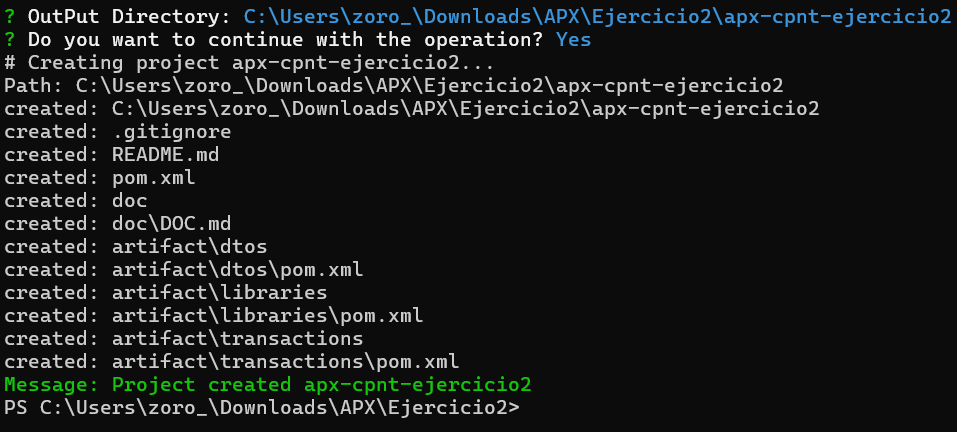 ? OutPut Directory: C:\Users\zoro_\Downloads\APX\Ejercicio2\apx-cpnt-ejercicio2
? Do you want to continue with the operation? Yes
# Creating project apx-cpnt-ejercicio2...
Path: C:\Users\zoro_\Downloads\APX\Ejercicio2\apx-cpnt-ejercicio2
created: C:\Users\zoro_\Downloads\APX\Ejercicio2\apx-cpnt-ejercicio2
created: .gitignore
created: README.md
created: pom.xml
created: doc
created: doc\DOC.md
created: artifact\dtos
created: artifact\dtos\pom.xml
created: artifact\libraries
created: artifact\libraries\pom.xml
created: artifact\transactions
created: artifact\transactions\pom.xml
Message: Project created apx-cpnt-ejercicio2
PS C:\Users\zoro_\Downloads\APX\Ejercicio2>